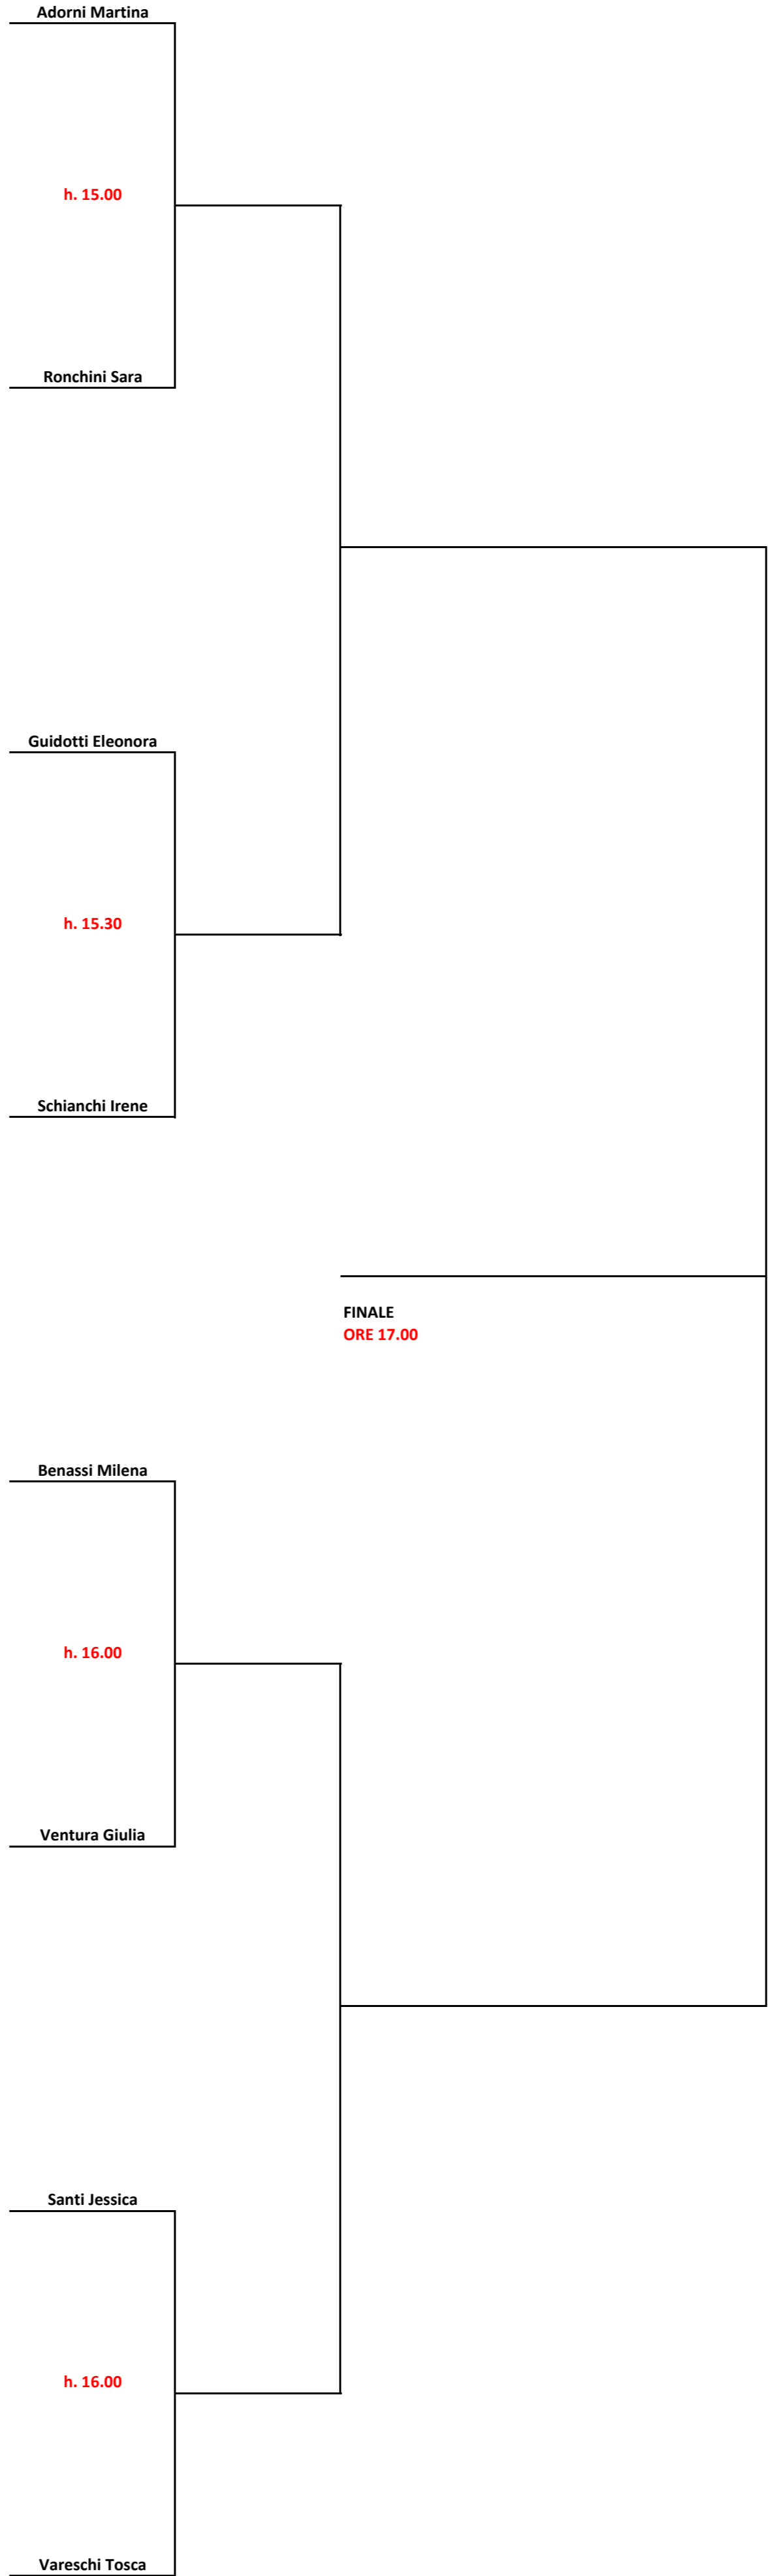 Adorni Martina
h. 15.00
Ronchini Sara
Guidotti Eleonora
h. 15.30
Schianchi Irene
FINALE
ORE 17.00
Benassi Milena
h. 16.00
Ventura Giulia
Santi Jessica
h. 16.00
Vareschi Tosca